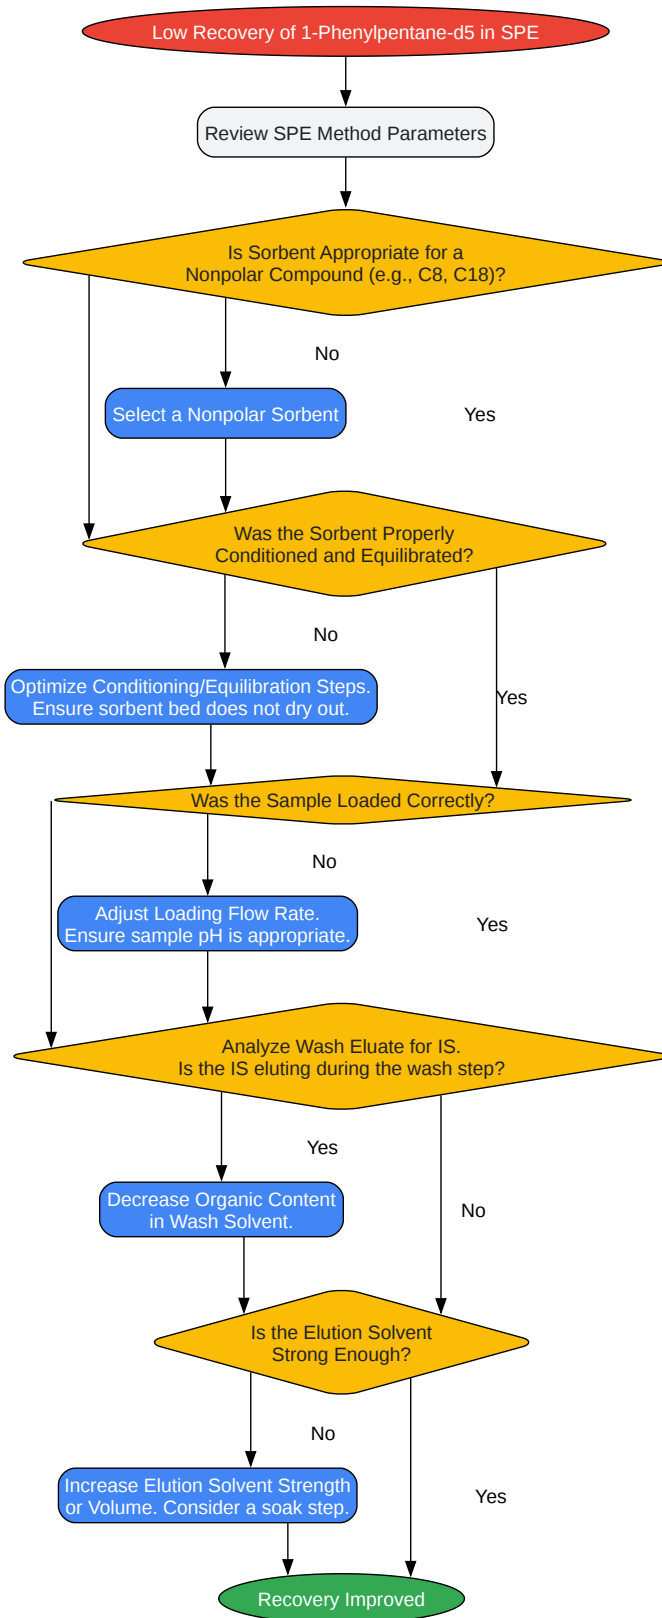 Low Recovery of 1-Phenylpentane-d5 in SPE
Review SPE Method Parameters
Is Sorbent Appropriate for a
Nonpolar Compound (e.g., C8, C18)?
No
Select a Nonpolar Sorbent
Yes
Was the Sorbent Properly
Conditioned and Equilibrated?
No
Optimize Conditioning/Equilibration Steps.
Ensure sorbent bed does not dry out.
Yes
Was the Sample Loaded Correctly?
No
Adjust Loading Flow Rate.
Ensure sample pH is appropriate.
Yes
Analyze Wash Eluate for IS.
Is the IS eluting during the wash step?
Yes
Decrease Organic Content
in Wash Solvent.
No
Is the Elution Solvent
Strong Enough?
No
Increase Elution Solvent Strength
or Volume. Consider a soak step.
Yes
Recovery Improved